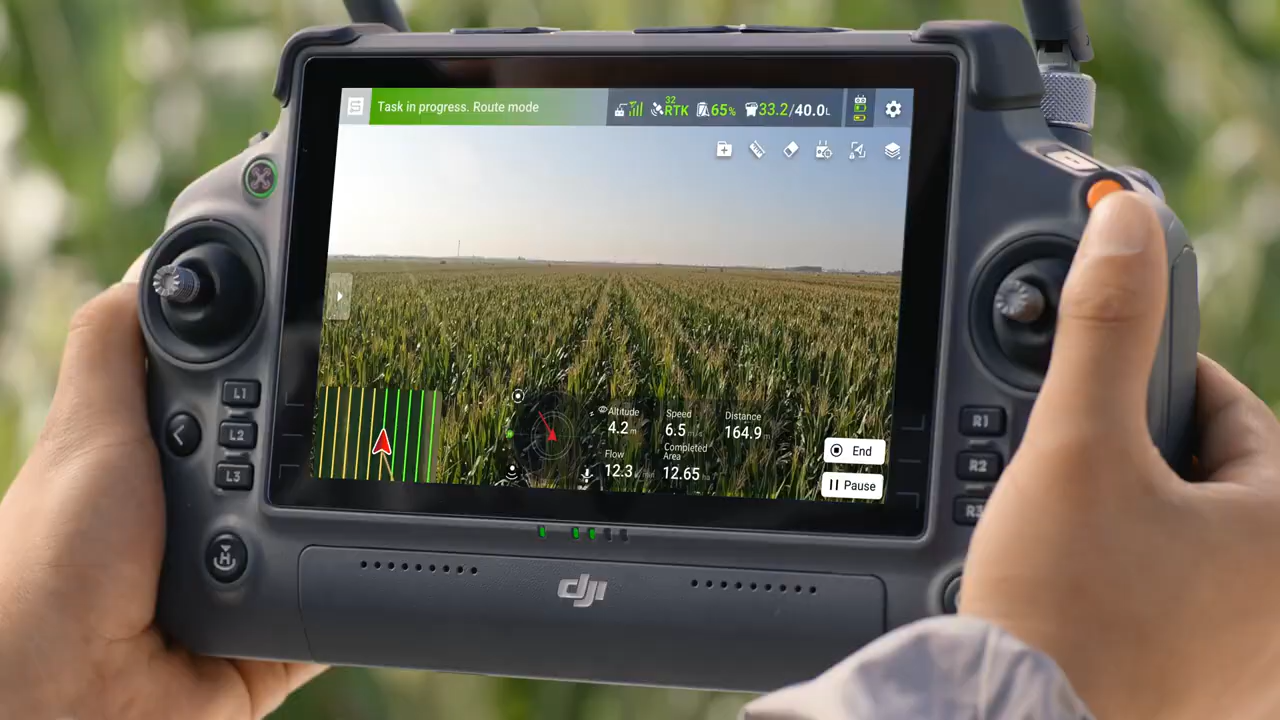 Task in progress. Route mode
32
RTK
65%
33.2/40.0L
Altitude
4.2 m
Speed
6.5
Distance
164.9
Flow
12.3
Completed
Area
12.65
End
Pause
L1
L2
L3
R1
R2
R3
H
dji